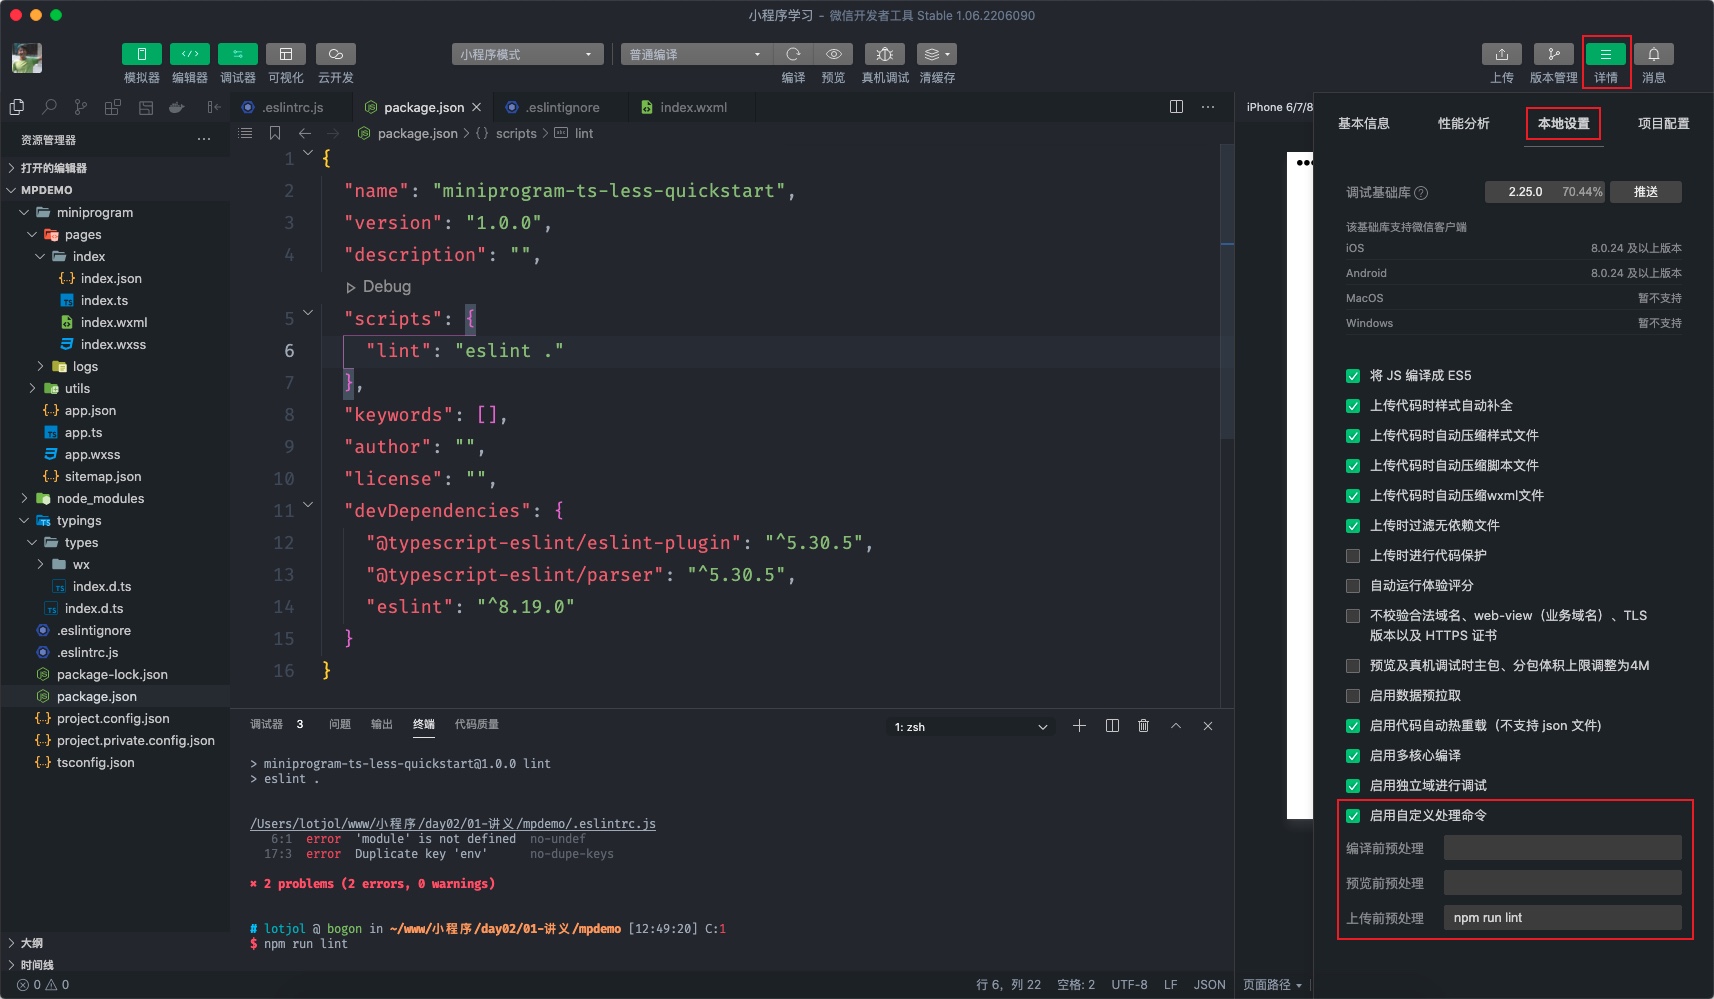 小程序学习 - 微信开发者工具 Stable 1.06.2206090
模拟器 编辑器 调试器 可视化 云开发
小程序模式 普通编译
编译 预览 真机调试 清缓存
上传 版本管理 详情 消息
.eslintrc.js package.json .eslintignore index.wxml
package.json > {} scripts > lint
资源管理器
打开的编辑器
MPDEMO
miniprogram
pages
index
index.json
index.ts
index.wxml
index.wxss
logs
utils
app.json
app.ts
app.wxss
sitemap.json
node_modules
typings
types
wx
index.d.ts
index.d.ts
.eslintignore
.eslintrc.js
package-lock.json
package.json
project.config.json
project.private.config.json
tsconfig.json
大纲
时间线
0 0
1 {
2 "name": "miniprogram-ts-less-quickstart",
3 "version": "1.0.0",
4 "description": "",
Debug
5 "scripts": {
6 "lint": "eslint ."
7 },
8 "keywords": [],
9 "author": "",
10 "license": "",
11 "devDependencies": {
12 "@typescript-eslint/eslint-plugin": "^5.30.5",
13 "@typescript-eslint/parser": "^5.30.5",
14 "eslint": "^8.19.0"
15 }
16 }
调试器 3 问题 输出 终端 代码质量
1: zsh
> miniprogram-ts-less-quickstart@1.0.0 lint
> eslint .
/Users/lotjol/www/小程序/day02/01-讲义/mpdemo/.eslintrc.js
6:1 error 'module' is not defined no-undef
17:3 error Duplicate key 'env' no-dupe-keys
✖ 2 problems (2 errors, 0 warnings)
# lotjol @ bogon in ~/www/小程序/day02/01-讲义/mpdemo [12:49:20] C:1
$ npm run lint
行 6，列 22 空格: 2 UTF-8 LF JSON
iPhone 6/7/8
页面路径
基本信息 性能分析 本地设置 项目配置
调试基础库 ? 2.25.0 70.44% 推送
该基础库支持微信客户端
iOS 8.0.24 及以上版本
Android 8.0.24 及以上版本
MacOS 暂不支持
Windows 暂不支持
将 JS 编译成 ES5
上传代码时样式自动补全
上传代码时自动压缩样式文件
上传代码时自动压缩脚本文件
上传代码时自动压缩wxml文件
上传时过滤无依赖文件
上传时进行代码保护
自动运行体验评分
不校验合法域名、web-view（业务域名）、TLS
版本以及 HTTPS 证书
预览及真机调试时主包、分包体积上限调整为4M
启用数据预拉取
启用代码自动热重载（不支持 json 文件)
启用多核心编译
启用独立域进行调试
启用自定义处理命令
编译前预处理
预览前预处理
上传前预处理 npm run lint